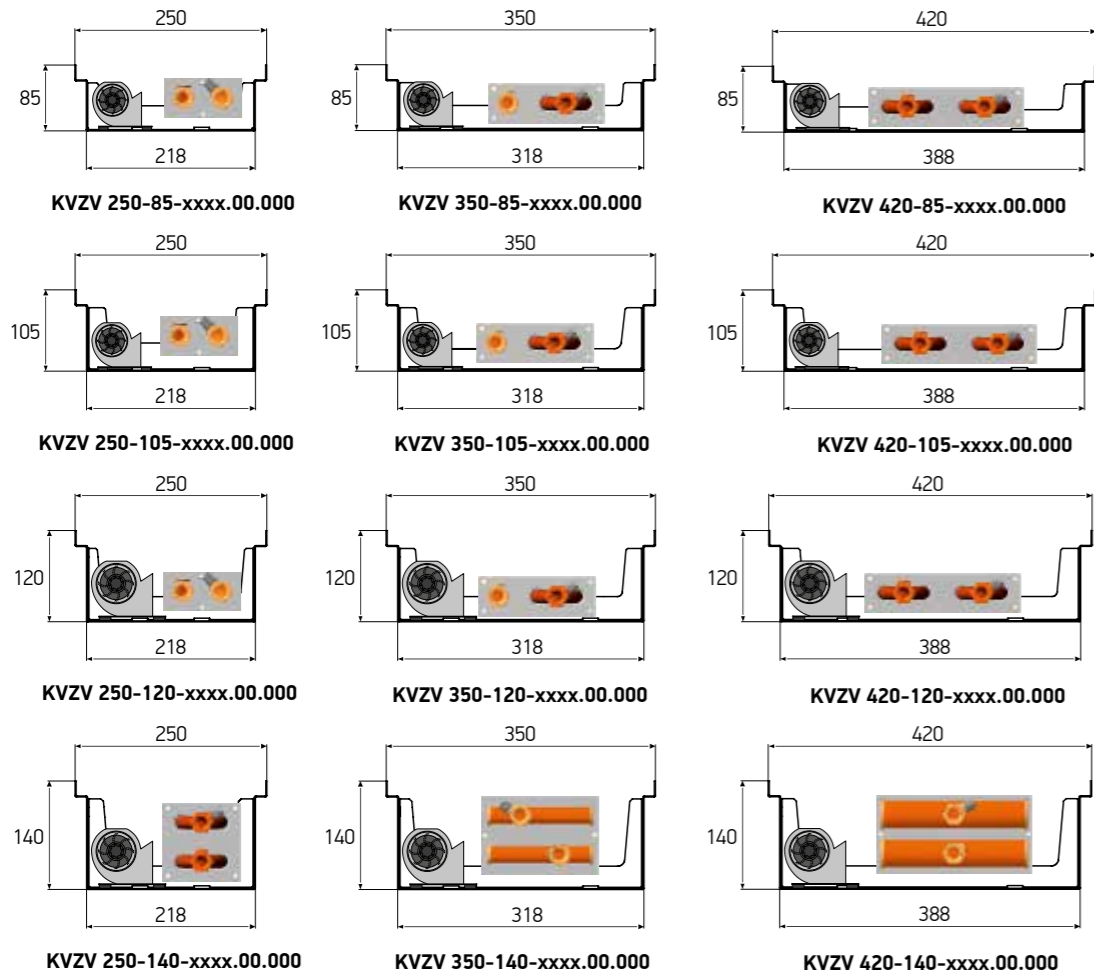 250 350 420
85 85 85
218 318 388
KVZV 250-85-xxxx.00.000 KVZV 350-85-xxxx.00.000 KVZV 420-85-xxxx.00.000
250 350 420
105 105 105
218 318 388
KVZV 250-105-xxxx.00.000 KVZV 350-105-xxxx.00.000 KVZV 420-105-xxxx.00.000
250 350 420
120 120 120
218 318 388
KVZV 250-120-xxxx.00.000 KVZV 350-120-xxxx.00.000 KVZV 420-120-xxxx.00.000
250 350 420
140 140 140
218 318 388
KVZV 250-140-xxxx.00.000 KVZV 350-140-xxxx.00.000 KVZV 420-140-xxxx.00.000